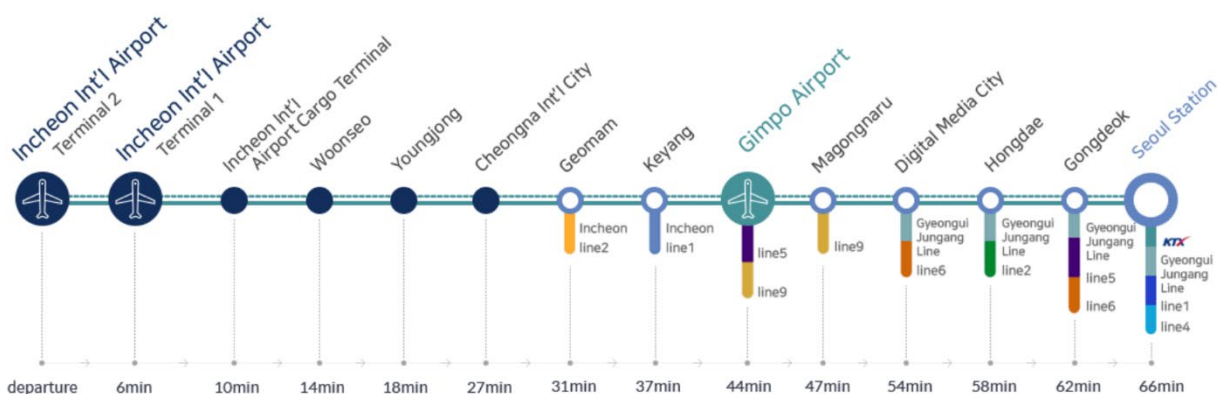 Incheon Int'l Airport
Terminal 2
Incheon Int'l Airport
Terminal 1
Incheon Int'l
Airport Cargo Terminal
Woonseo
Youngjong
Cheongna Int'l City
Geomam
Keyang
Gimpo Airport
Magongnaru
Digital Media City
Hongdae
Gongdeok
Seoul Station
Incheon
line2
Incheon
line1
line5
line9
line9
Gyeongui
Jungang
Line
line6
Gyeongui
Jungang
Line
line2
Gyeongui
Jungang
Line
line5
line6
KTX
Gyeongui
Jungang
Line
line1
line4
departure
6min
10min
14min
18min
27min
31min
37min
44min
47min
54min
58min
62min
66min